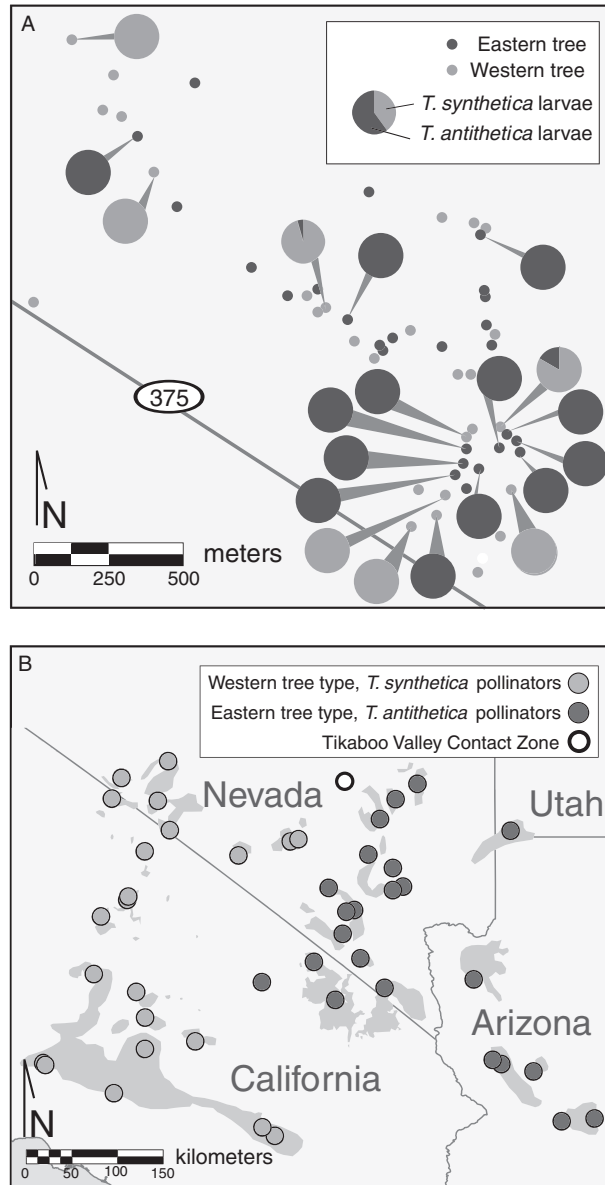 A
Eastern tree
Western tree
T. synthetica larvae
T. antithetica larvae
375
N
meters
0 250 500
B
Western tree type, T. synthetica pollinators
Eastern tree type, T. antithetica pollinators
Tikaboo Valley Contact Zone
Nevada
Utah
Arizona
California
N
kilometers
0 50 100 150